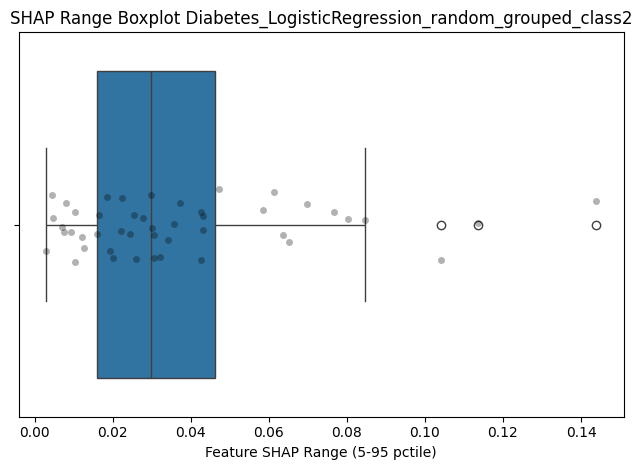 SHAP Range Boxplot Diabetes_LogisticRegression_random_grouped_class2
0.00 0.02 0.04 0.06 0.08 0.10 0.12 0.14
Feature SHAP Range (5-95 pctile)